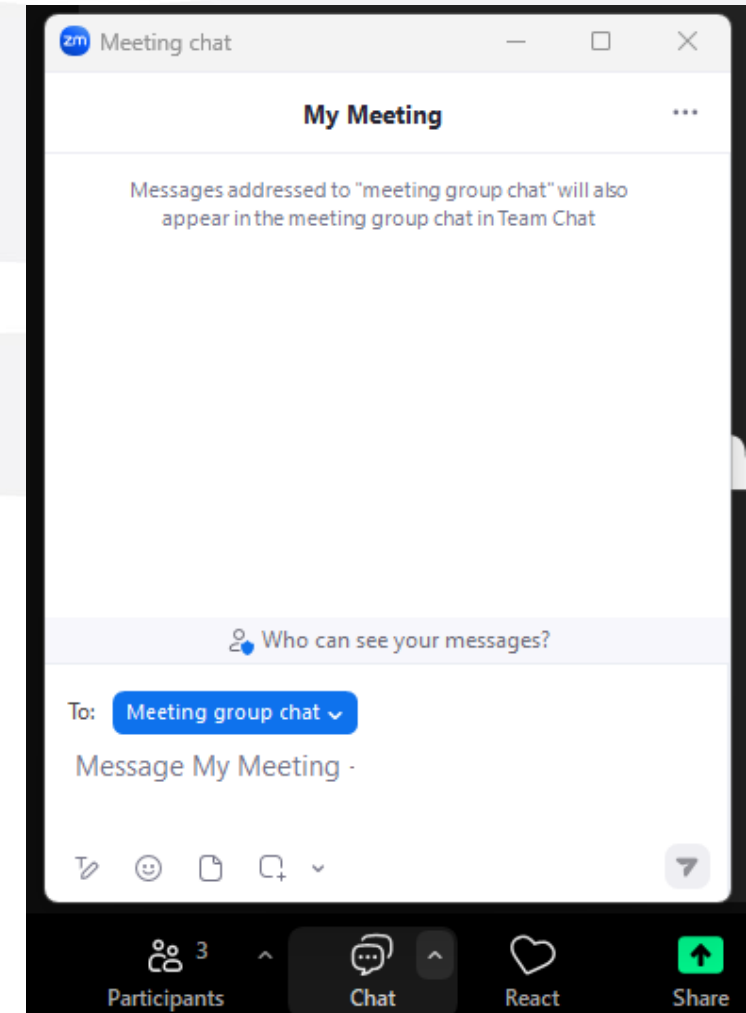 zm Meeting chat
My Meeting
Messages addressed to "meeting group chat" will also
appear in the meeting group chat in Team Chat
Who can see your messages?
To: Meeting group chat
Message My Meeting -
3
Participants Chat React Share